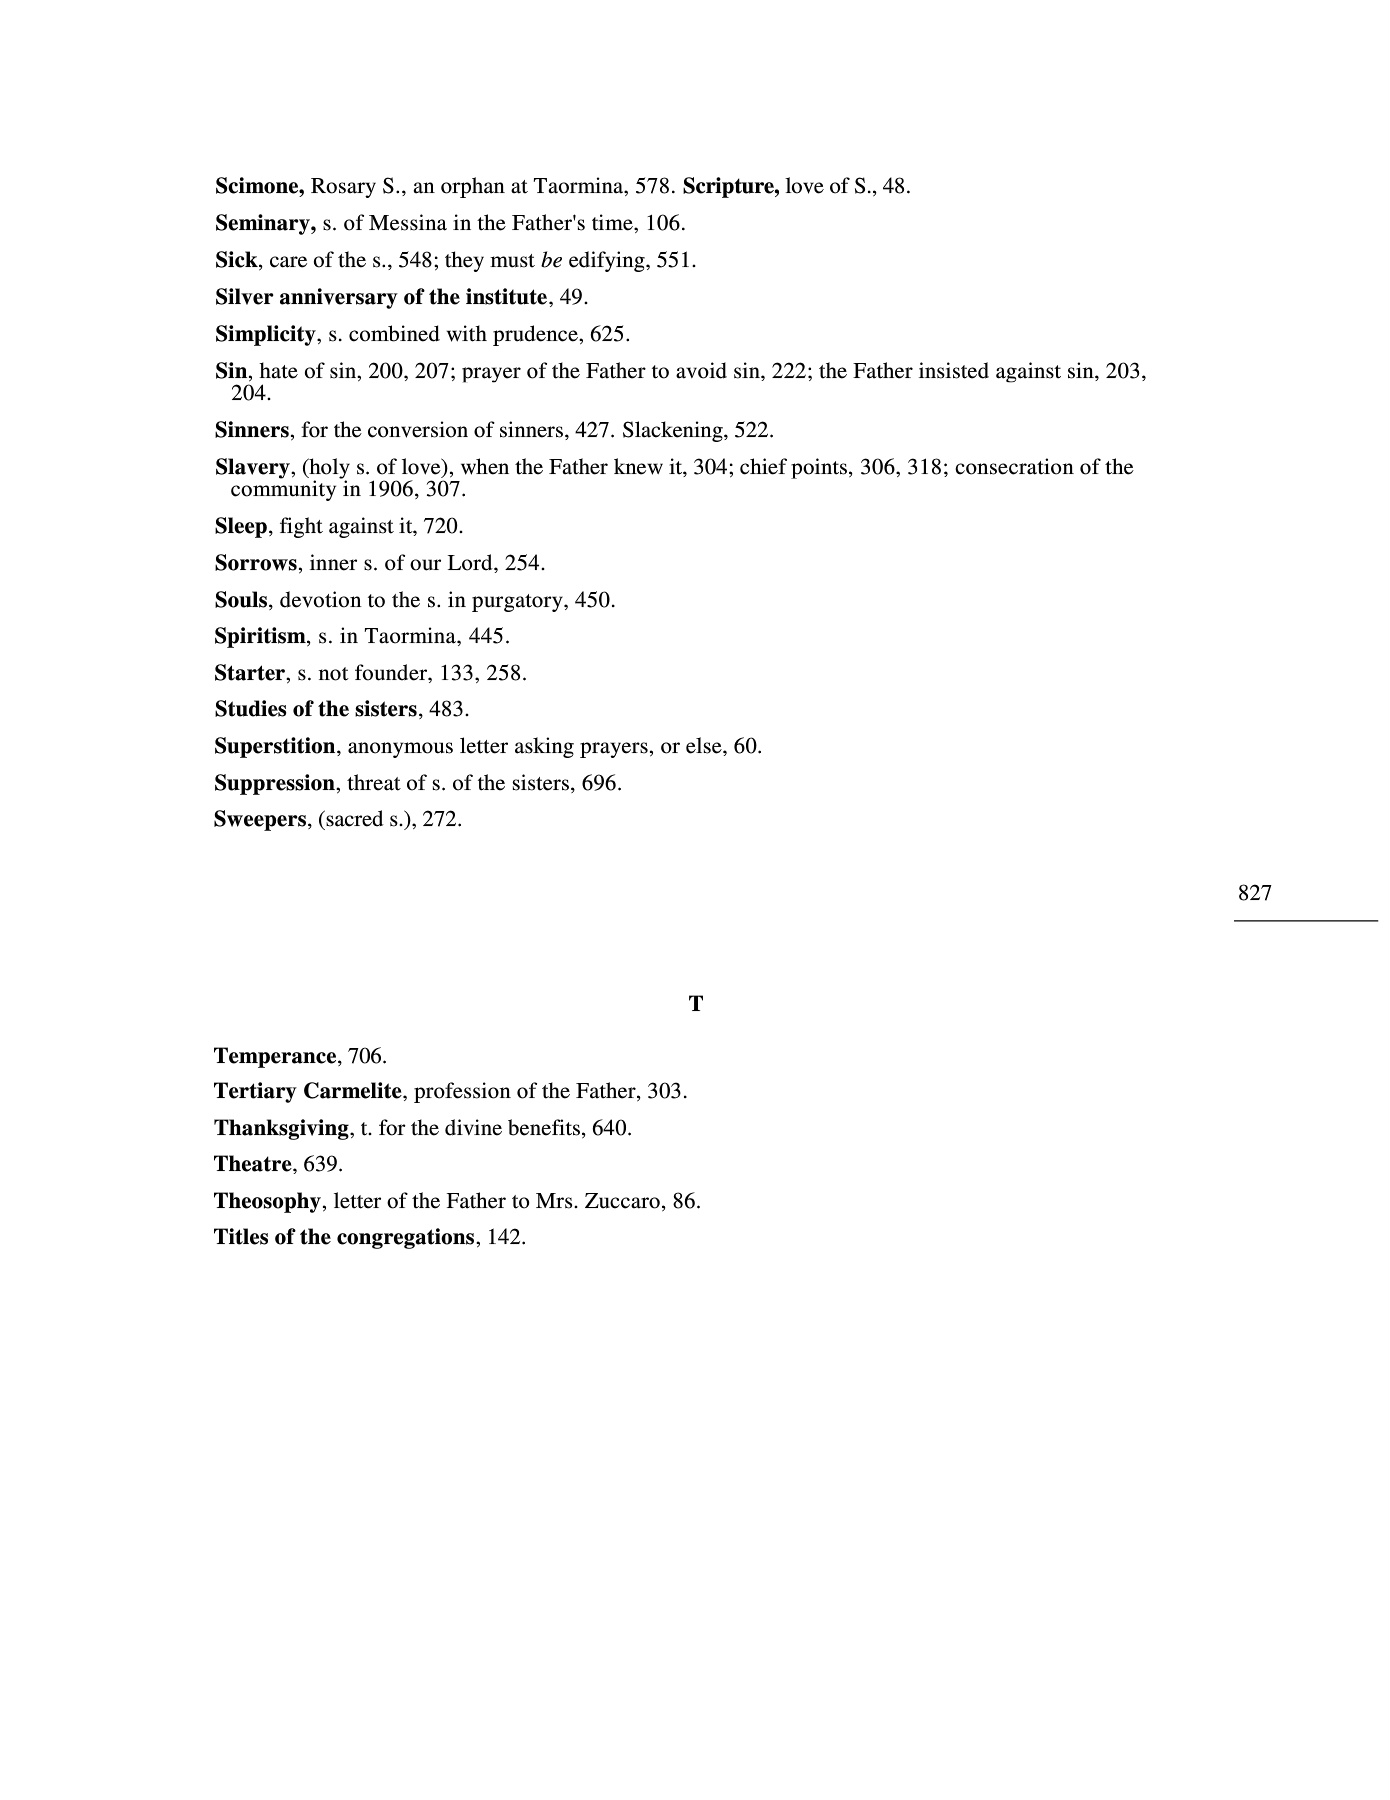 Scimone, Rosary S., an orphan at Taormina, 578. Scripture, love of S., 48.
Seminary, s. of Messina in the Father's time, 106.
Sick, care of the s., 548; they must be edifying, 551.
Silver anniversary of the institute, 49.
Simplicity, s. combined with prudence, 625.
Sin, hate of sin, 200, 207; prayer of the Father to avoid sin, 222; the Father insisted against sin, 203,
204.
Sinners, for the conversion of sinners, 427. Slackening, 522.
Slavery, (holy s. of love), when the Father knew it, 304; chief points, 306, 318; consecration of the
community in 1906, 307.
Sleep, fight against it, 720.
Sorrows, inner s. of our Lord, 254.
Souls, devotion to the s. in purgatory, 450.
Spiritism, s. in Taormina, 445.
Starter, s. not founder, 133, 258.
Studies of the sisters, 483.
Superstition, anonymous letter asking prayers, or else, 60.
Suppression, threat of s. of the sisters, 696.
Sweepers, (sacred s.), 272.
827
T
Temperance, 706.
Tertiary Carmelite, profession of the Father, 303.
Thanksgiving, t. for the divine benefits, 640.
Theatre, 639.
Theosophy, letter of the Father to Mrs. Zuccaro, 86.
Titles of the congregations, 142.